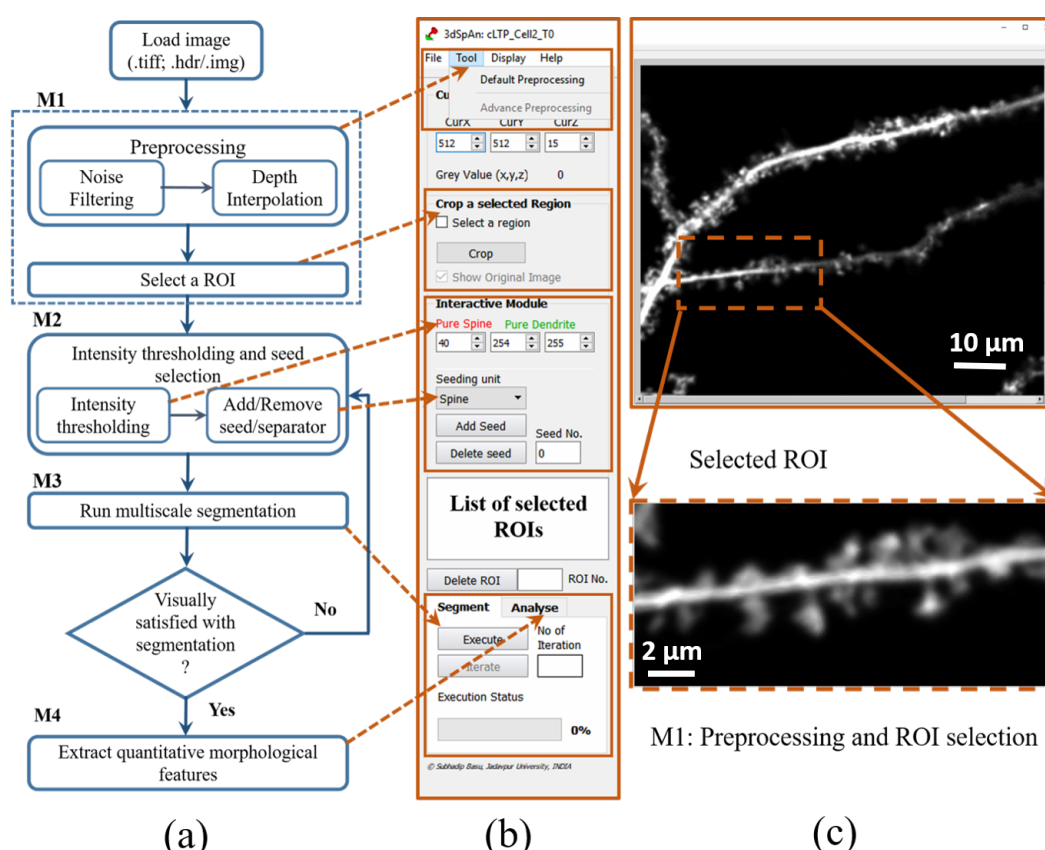 Load image
(.tiff; .hdr/.img)
M1
Preprocessing
Noise
Filtering
Depth
Interpolation
Select a ROI
M2
Intensity thresholding and seed
selection
Intensity
thresholding
Add/Remove
seed/separator
M3
Run multiscale segmentation
Visually
satisfied with
segmentation
?
No
Yes
M4
Extract quantitative morphological
features
(a)
3dSpAn: cLTP_Cell2_T0
File Tool Display Help
Default Preprocessing
Advance Preprocessing
Cu
CurX CurY CurZ
512 512 15
Grey Value (x,y,z) 0
Crop a selected Region
Select a region
Crop
Show Original Image
Interactive Module
Pure Spine Pure Dendrite
40 254 255
Seeding unit
Spine
Add Seed
Seed No.
Delete seed 0
List of selected
ROIs
Delete ROI ROI No.
Segment Analyse
Execute
No of
Iteration
Iterate
Execution Status
0%
© Subhadip Basu, Jadavpur University, INDIA
(b)
10 μm
Selected ROI
2 μm
M1: Preprocessing and ROI selection
(c)